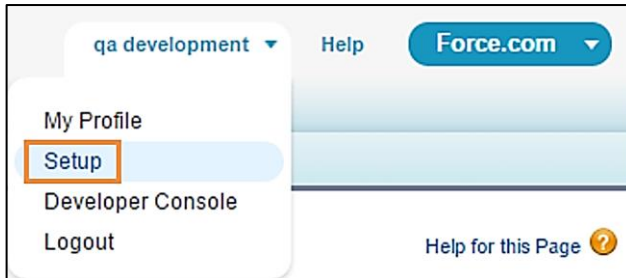 qa development Help Force.com
My Profile
Setup
Developer Console
Logout
Help for this Page ?